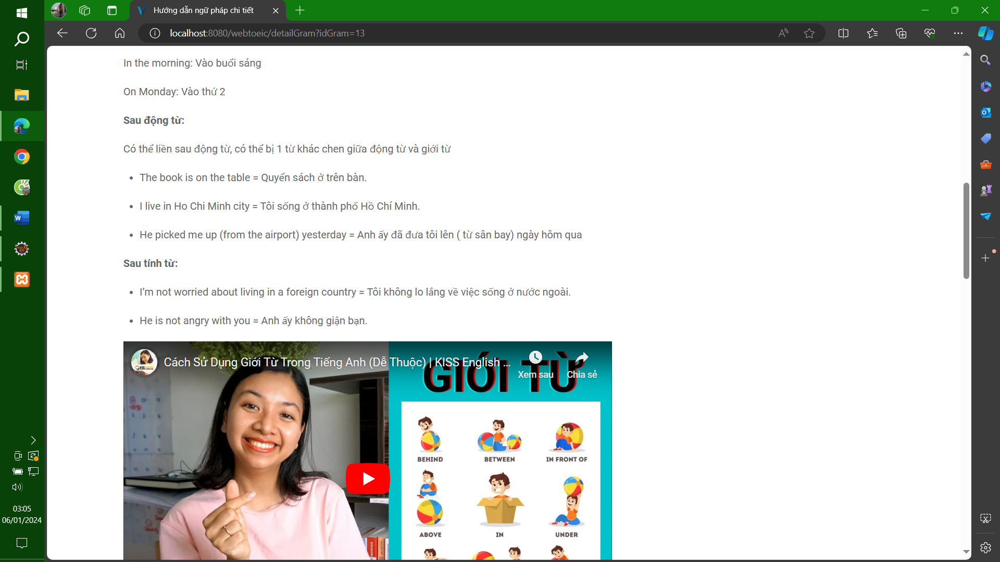 Hướng dẫn ngữ pháp chi tiết
localhost:8080/webtoeic/detailGram?idGram=13
In the morning: Vào buổi sáng
On Monday: Vào thứ 2
Sau động từ:
Có thể liền sau động từ, có thể bị 1 từ khác chen giữa động từ và giới từ
The book is on the table = Quyển sách ở trên bàn.
I live in Ho Chi Minh city = Tôi sống ở thành phố Hồ Chí Minh.
He picked me up (from the airport) yesterday = Anh ấy đã đưa tôi lên ( từ sân bay) ngày hôm qua
Sau tính từ:
I’m not worried about living in a foreign country = Tôi không lo lắng về việc sống ở nước ngoài.
He is not angry with you = Anh ấy không giận bạn.
Cách Sử Dụng Giới Từ Trong Tiếng Anh (Dễ Thuộc) | KISS English ...
Xem sau Chia sẻ
GIỚI TỪ
BEHIND BETWEEN IN FRONT OF
ABOVE IN UNDER
03:05
06/01/2024